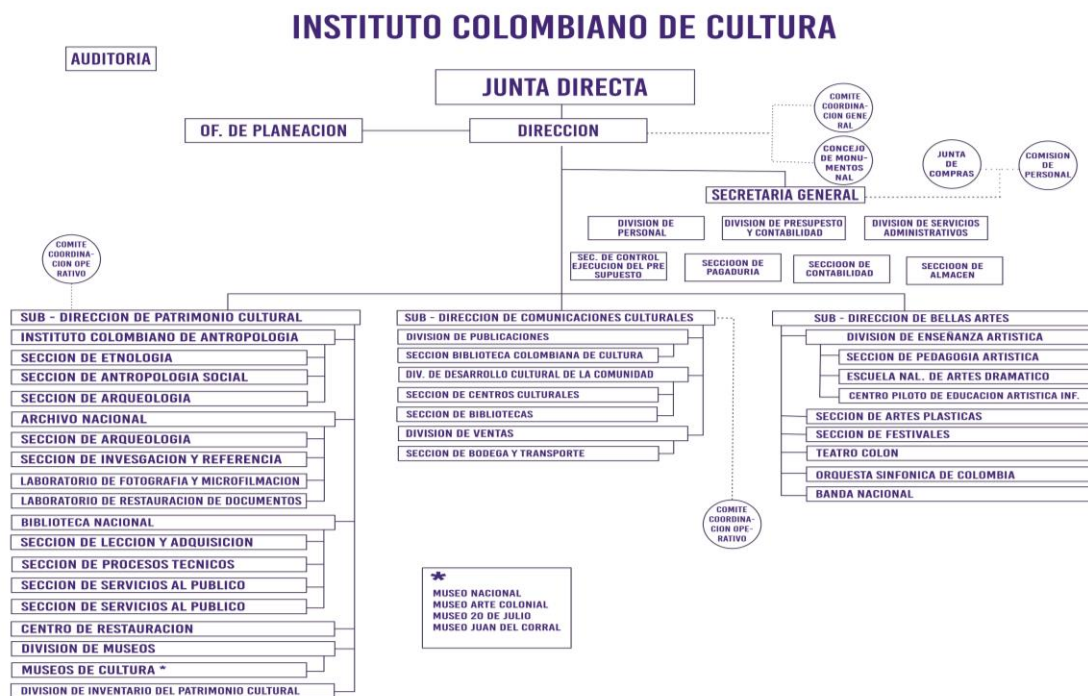 INSTITUTO COLOMBIANO DE CULTURA
AUDITORIA
JUNTA DIRECTA
OF. DE PLANEACION
DIRECCION
COMITE
COORDINA-
CION GENE
RAL
CONCEJO
DE MONU-
MENTOS
NAL
JUNTA
DE
COMPRAS
COMISION
DE
PERSONAL
SECRETARIA GENERAL
DIVISION DE
PERSONAL
DIVISION DE PRESUPESTO
Y CONTABILIDAD
DIVISION DE SERVICIOS
ADMINISTRATIVOS
SEC. DE CONTROL
EJECUCION DEL PRE
SUPUESTO
SECCIOON DE
PAGADURIA
SECCIOON DE
CONTABILIDAD
SECCIOON DE
ALMACEN
COMITE
COORDINA-
CION OPE
RATIVO
SUB - DIRECCION DE PATRIMONIO CULTURAL
INSTITUTO COLOMBIANO DE ANTROPOLOGIA
SECCION DE ETNOLOGIA
SECCION DE ANTROPOLOGIA SOCIAL
SECCION DE ARQUEOLOGIA
ARCHIVO NACIONAL
SECCION DE ARQUEOLOGIA
SECCION DE INVESGACION Y REFERENCIA
LABORATORIO DE FOTOGRAFIA Y MICROFILMACION
LABORATORIO DE RESTAURACION DE DOCUMENTOS
BIBLIOTECA NACIONAL
SECCION DE LECCION Y ADQUISICION
SECCION DE PROCESOS TECNICOS
SECCION DE SERVICIOS AL PUBLICO
SECCION DE SERVICIOS AL PUBLICO
CENTRO DE RESTAURACION
DIVISION DE MUSEOS
MUSEOS DE CULTURA *
DIVISION DE INVENTARIO DEL PATRIMONIO CULTURAL
SUB - DIRECCION DE COMUNICACIONES CULTURALES
DIVISION DE PUBLICACIONES
SECCION BIBLIOTECA COLOMBIANA DE CULTURA
DIV. DE DESARROLLO CULTURAL DE LA COMUNIDAD
SECCION DE CENTROS CULTURALES
SECCION DE BIBLIOTECAS
DIVISION DE VENTAS
SECCION DE BODEGA Y TRANSPORTE
COMITE
COORDINA-
CION OPE-
RATIVO
SUB - DIRECCION DE BELLAS ARTES
DIVISION DE ENSEÑANZA ARTISTICA
SECCION DE PEDAGOGIA ARTISTICA
ESCUELA NAL. DE ARTES DRAMATICO
CENTRO PILOTO DE EDUCACION ARTISTICA INF.
SECCION DE ARTES PLASTICAS
SECCION DE FESTIVALES
TEATRO COLON
ORQUESTA SINFONICA DE COLOMBIA
BANDA NACIONAL
*
MUSEO NACIONAL
MUSEO ARTE COLONIAL
MUSEO 20 DE JULIO
MUSEO JUAN DEL CORRAL